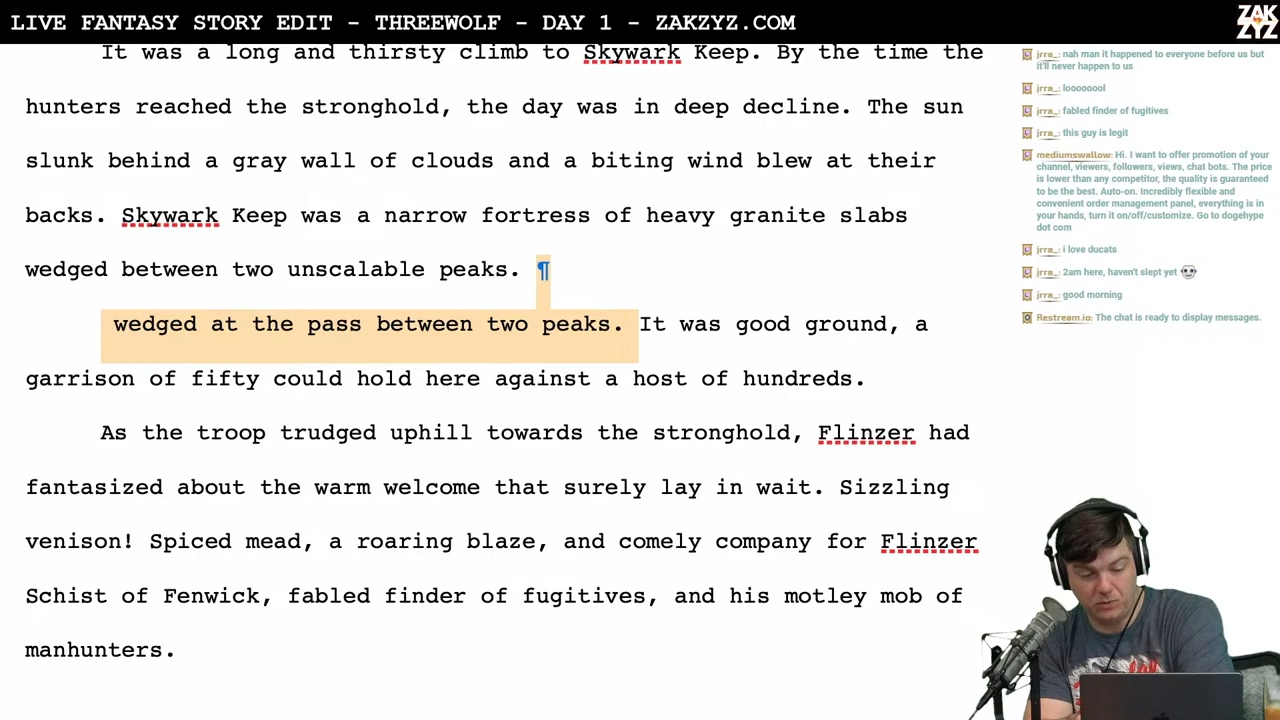 LIVE FANTASY STORY EDIT - THREEWOLF - DAY 1 - ZAKZYZ.COM
ZAK
ZYZ
It was a long and thirsty climb to Skywark Keep. By the time the
hunters reached the stronghold, the day was in deep decline. The sun
slunk behind a gray wall of clouds and a biting wind blew at their
backs. Skywark Keep was a narrow fortress of heavy granite slabs
wedged between two unscalable peaks. ¶
wedged at the pass between two peaks. It was good ground, a
garrison of fifty could hold here against a host of hundreds.
As the troop trudged uphill towards the stronghold, Flinzer had
fantasized about the warm welcome that surely lay in wait. Sizzling
venison! Spiced mead, a roaring blaze, and comely company for Flinzer
Schist of Fenwick, fabled finder of fugitives, and his motley mob of
manhunters.
jrra_: nah man it happened to everyone before us but
it'll never happen to us
jrra_: looooool
jrra_: fabled finder of fugitives
jrra_: this guy is legit
mediumswallow: Hi. I want to offer promotion of your
channel, viewers, followers, views, chat bots. The price
is lower than any competitor, the quality is guaranteed
to be the best. Auto-on. Incredibly flexible and
convenient order management panel, everything is in
your hands, turn it on/off/customize. Go to dogehype
dot com
jrra_: i love ducats
jrra_: 2am here, haven't slept yet
jrra_: good morning
Restream.io: The chat is ready to display messages.